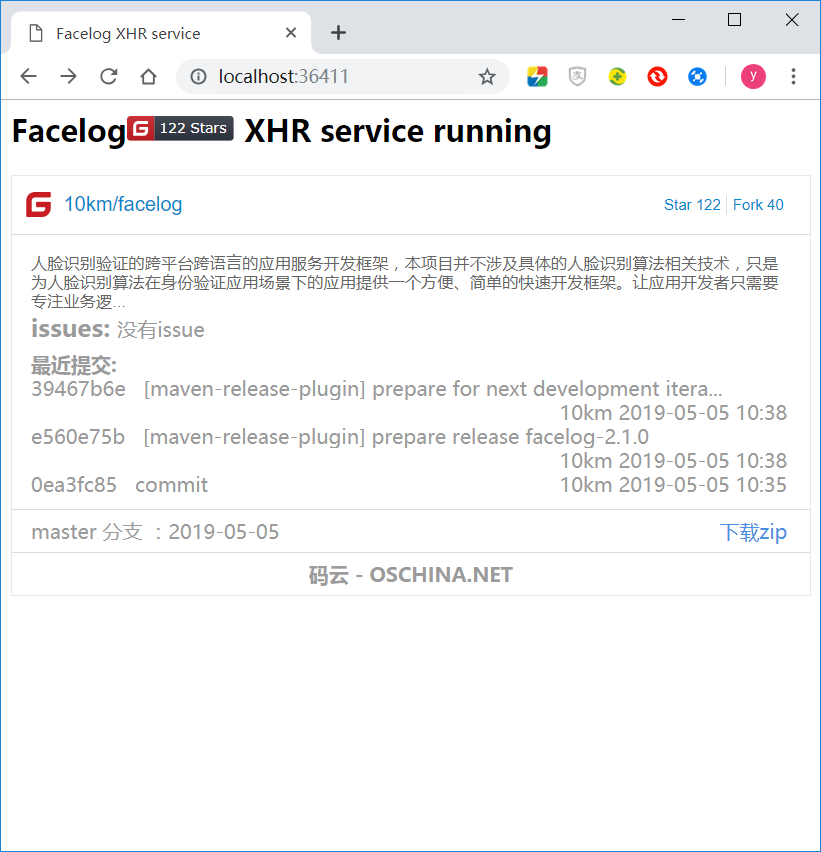 Facelog XHR service
localhost:36411
y
Facelog G 122 Stars XHR service running
G 10km/facelog Star 122 Fork 40
人脸识别验证的跨平台跨语言的应用服务开发框架，本项目并不涉及具体的人脸识别算法相关技术，只是
为人脸识别算法在身份验证应用场景下的应用提供一个方便、简单的快速开发框架。让应用开发者只需要
专注业务逻...
issues: 没有issue
最近提交:
39467b6e [maven-release-plugin] prepare for next development itera...
10km 2019-05-05 10:38
e560e75b [maven-release-plugin] prepare release facelog-2.1.0
10km 2019-05-05 10:38
0ea3fc85 commit 10km 2019-05-05 10:35
master 分支 ：2019-05-05 下载zip
码云 - OSCHINA.NET